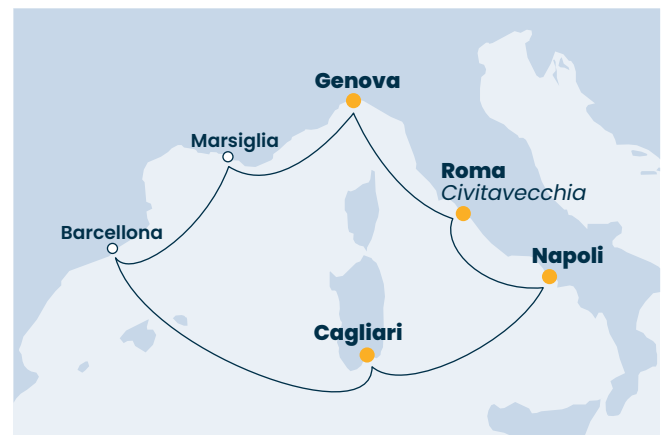 Genova
Marsiglia
Roma
Civitavecchia
Barcellona
Napoli
Cagliari